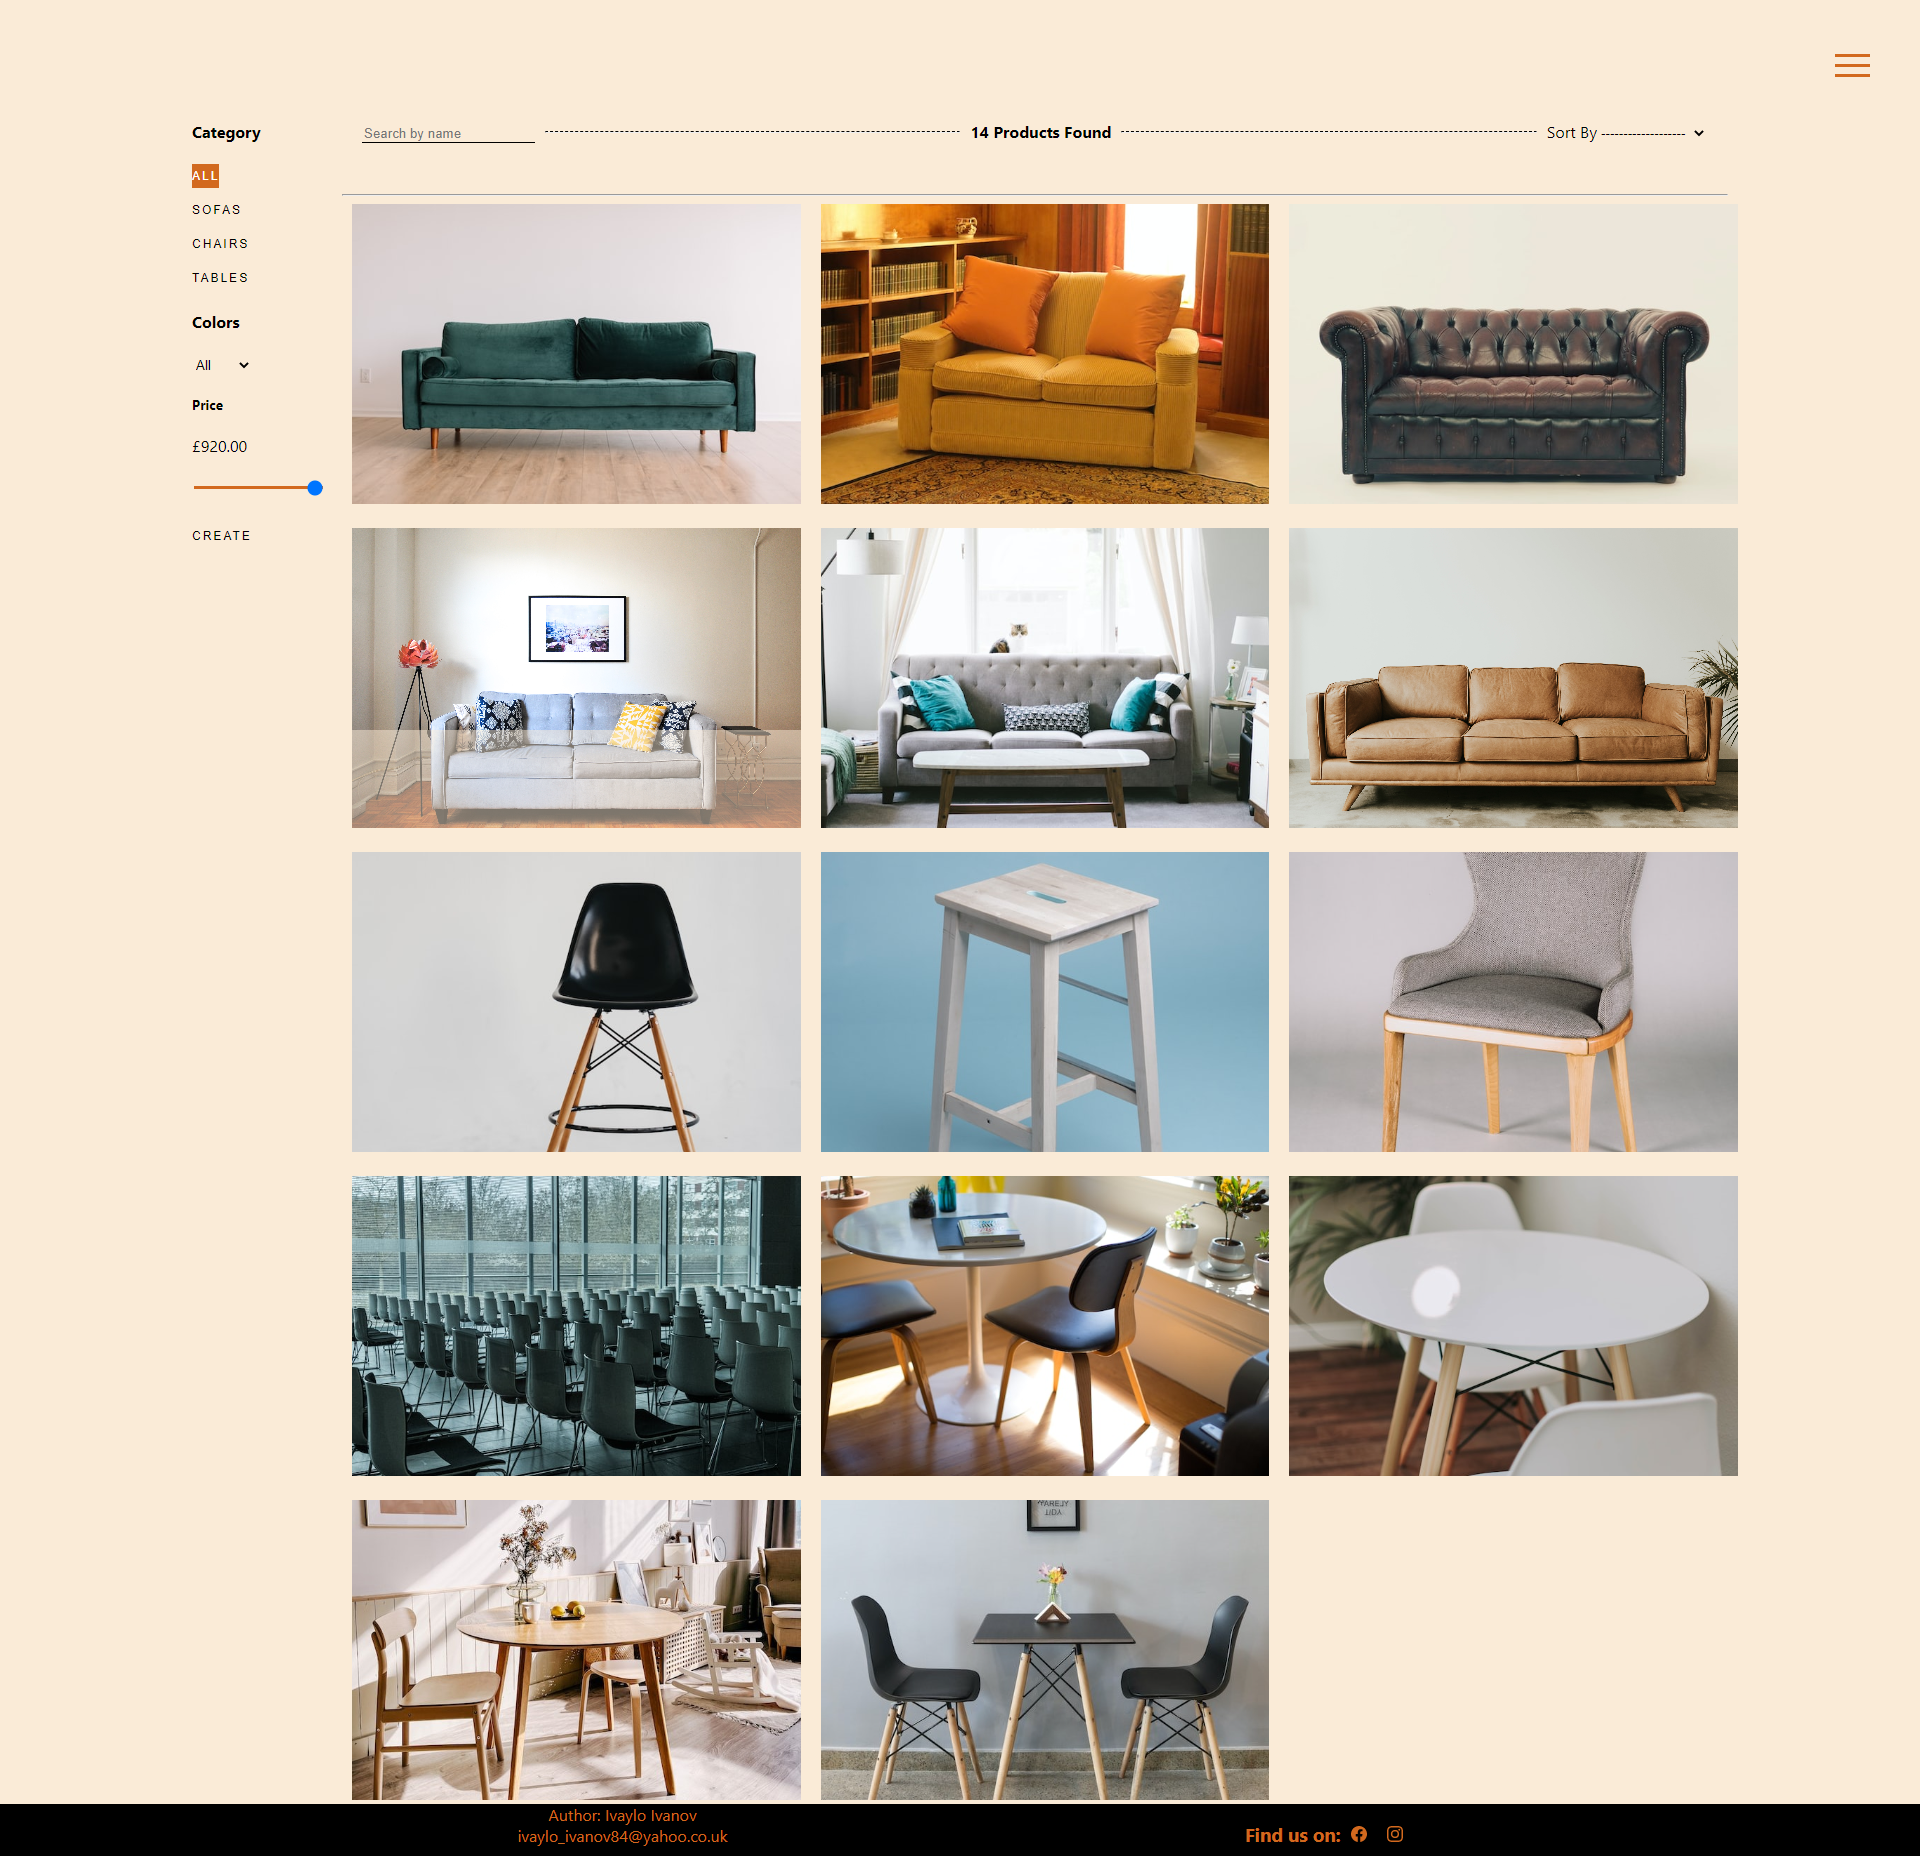 Category
ALL
SOFAS
CHAIRS
TABLES
Colors
All
Price
£920.00
CREATE
Search by name
14 Products Found
Sort By -------------------
Author: Ivaylo Ivanov
ivaylo_ivanov84@yahoo.co.uk
Find us on: